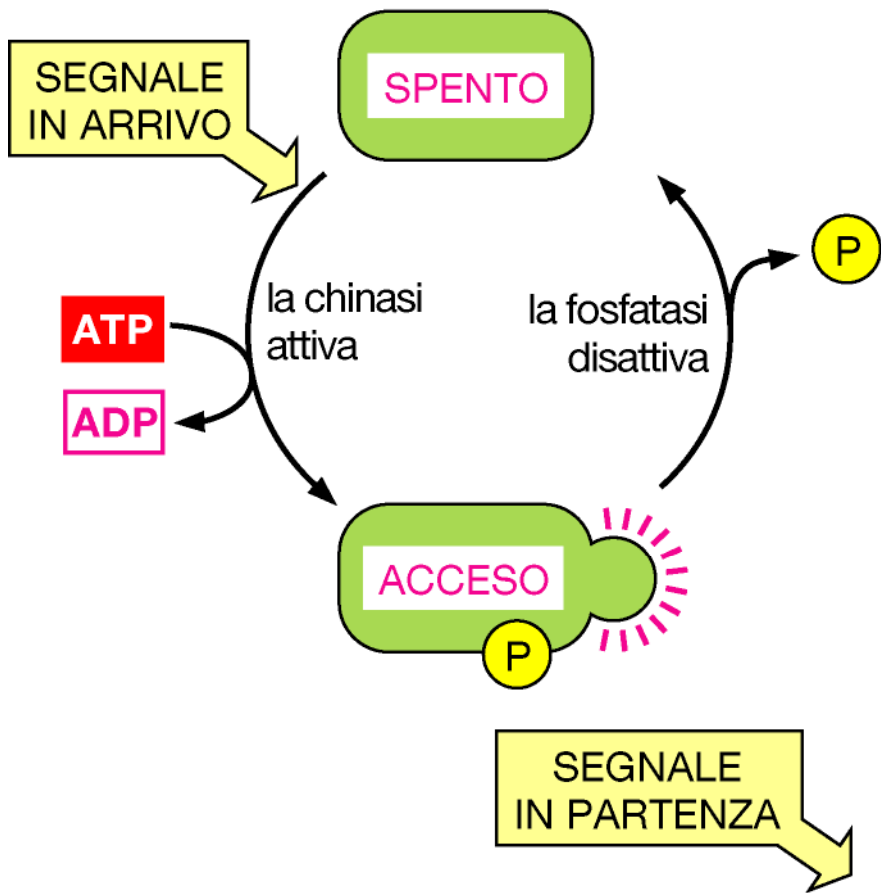 SEGNALE
IN ARRIVO
SPENTO
P
la chinasi
attiva
la fosfatasi
disattiva
ATP
ADP
ACCESO
P
SEGNALE
IN PARTENZA